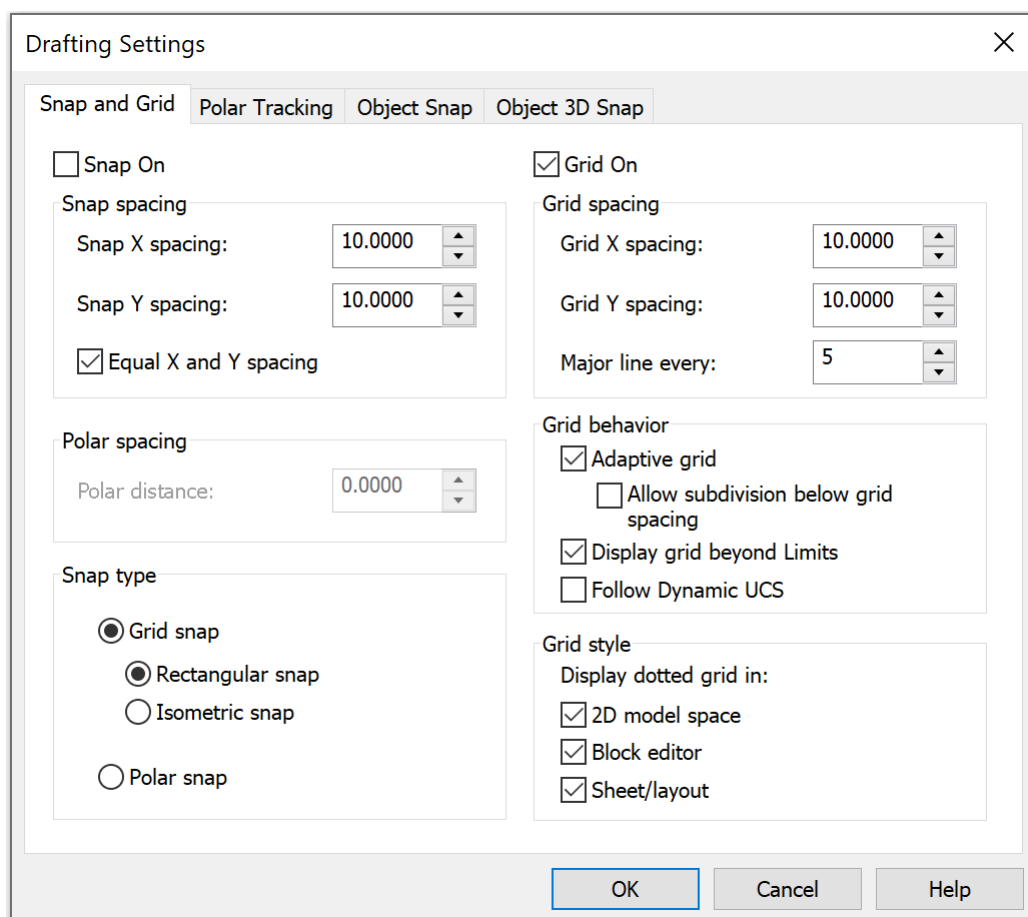 Drafting Settings
Snap and Grid
Polar Tracking
Object Snap
Object 3D Snap
Snap On
Snap spacing
Snap X spacing:
10.0000
Snap Y spacing:
10.0000
Equal X and Y spacing
Polar spacing
Polar distance:
0.0000
Snap type
Grid snap
Rectangular snap
Isometric snap
Polar snap
Grid On
Grid spacing
Grid X spacing:
10.0000
Grid Y spacing:
10.0000
Major line every:
5
Grid behavior
Adaptive grid
Allow subdivision below grid
spacing
Display grid beyond Limits
Follow Dynamic UCS
Grid style
Display dotted grid in:
2D model space
Block editor
Sheet/layout
OK
Cancel
Help